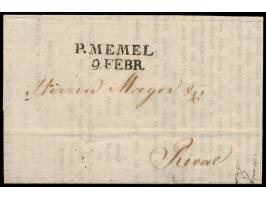 P. MEMEL
9. FEBR.
Herren Mayer & C
Reval